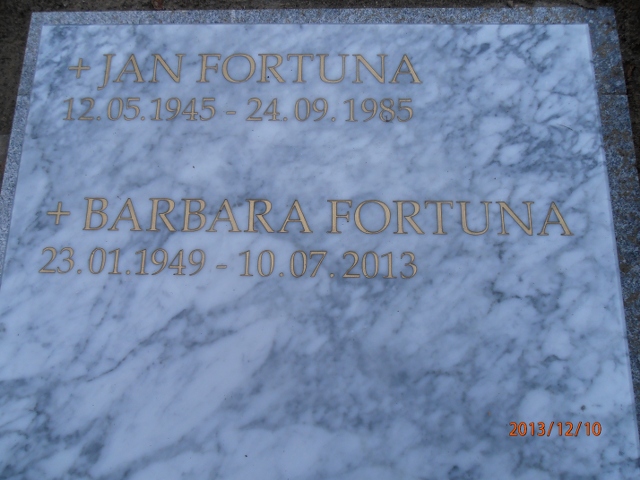 + JAN FORTUNA
12.05.1945 - 24.09.1985
+ BARBARA FORTUNA
23.01.1949 - 10.07.2013
2013/12/10